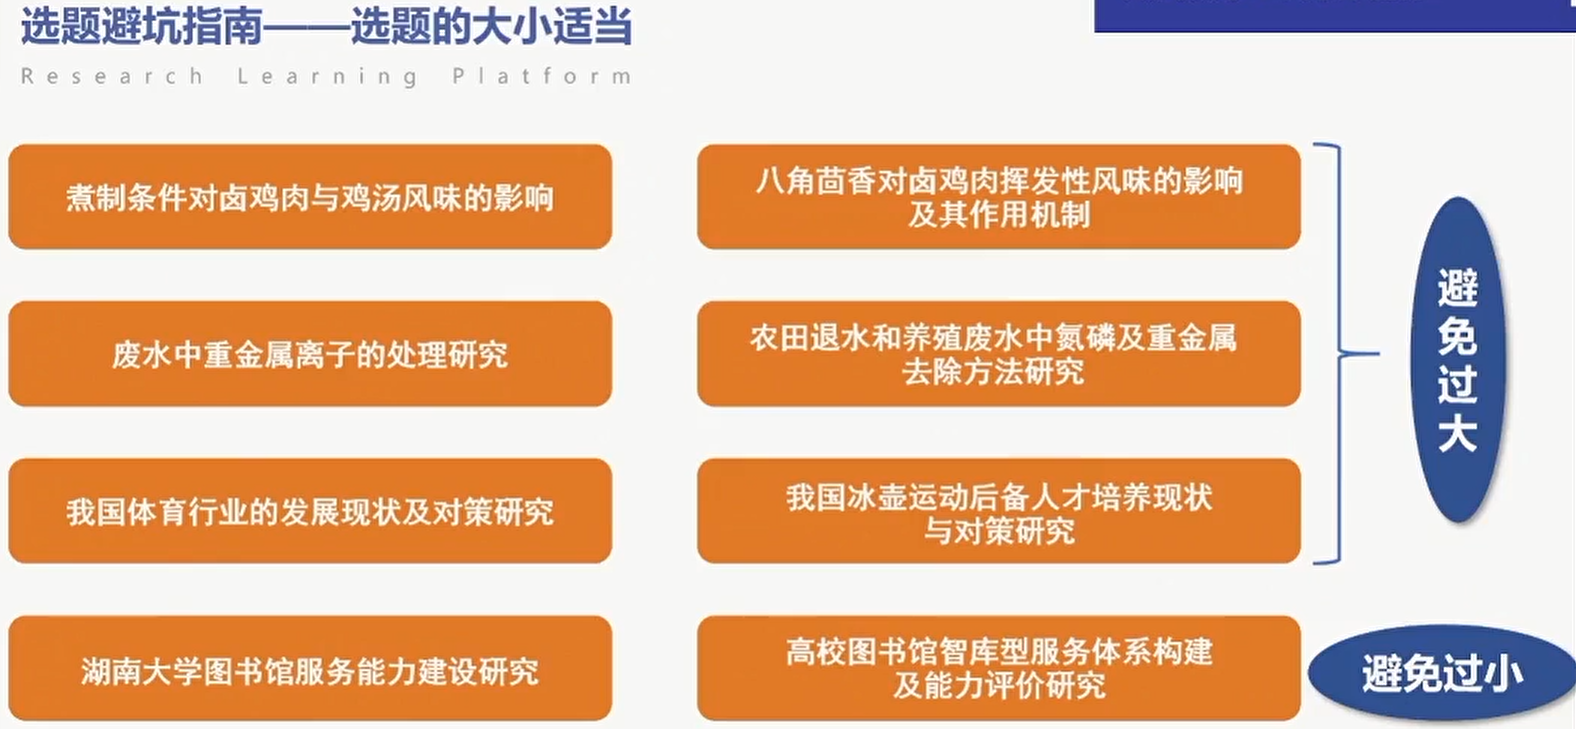 选题避坑指南——选题的大小适当
Research Learning Platform
煮制条件对卤鸡肉与鸡汤风味的影响
八角茴香对卤鸡肉挥发性风味的影响
及其作用机制
废水中重金属离子的处理研究
农田退水和养殖废水中氮磷及重金属
去除方法研究
我国体育行业的发展现状及对策研究
我国冰壶运动后备人才培养现状
与对策研究
避免过大
湖南大学图书馆服务能力建设研究
高校图书馆智库型服务体系构建
及能力评价研究
避免过小